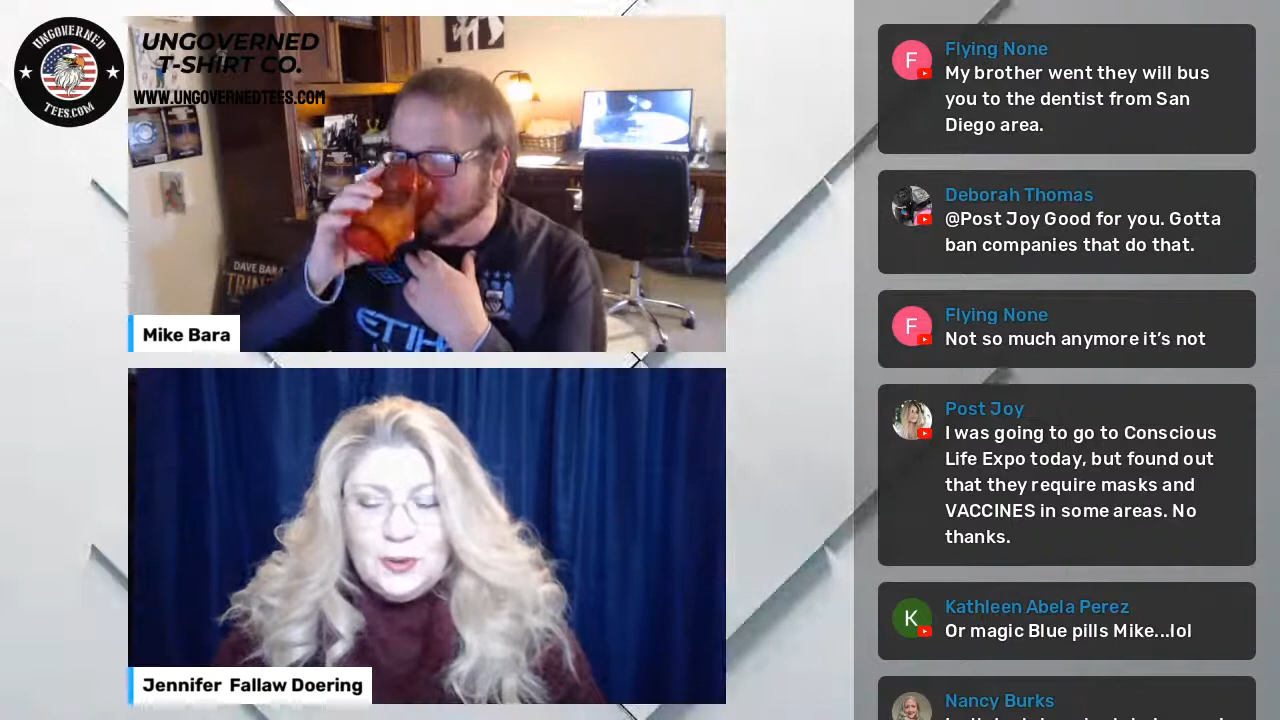 UNGOVERNED
TEES.COM
UNGOVERNED
T-SHIRT CO.
WWW.UNGOVERNEDTEES.COM
DAVE BARA
ETIH
Mike Bara
Jennifer Fallaw Doering
F
Flying None
My brother went they will bus
you to the dentist from San
Diego area.
Deborah Thomas
@Post Joy Good for you. Gotta
ban companies that do that.
F
Flying None
Not so much anymore it’s not
Post Joy
I was going to go to Conscious
Life Expo today, but found out
that they require masks and
VACCINES in some areas. No
thanks.
K
Kathleen Abela Perez
Or magic Blue pills Mike...lol
Nancy Burks